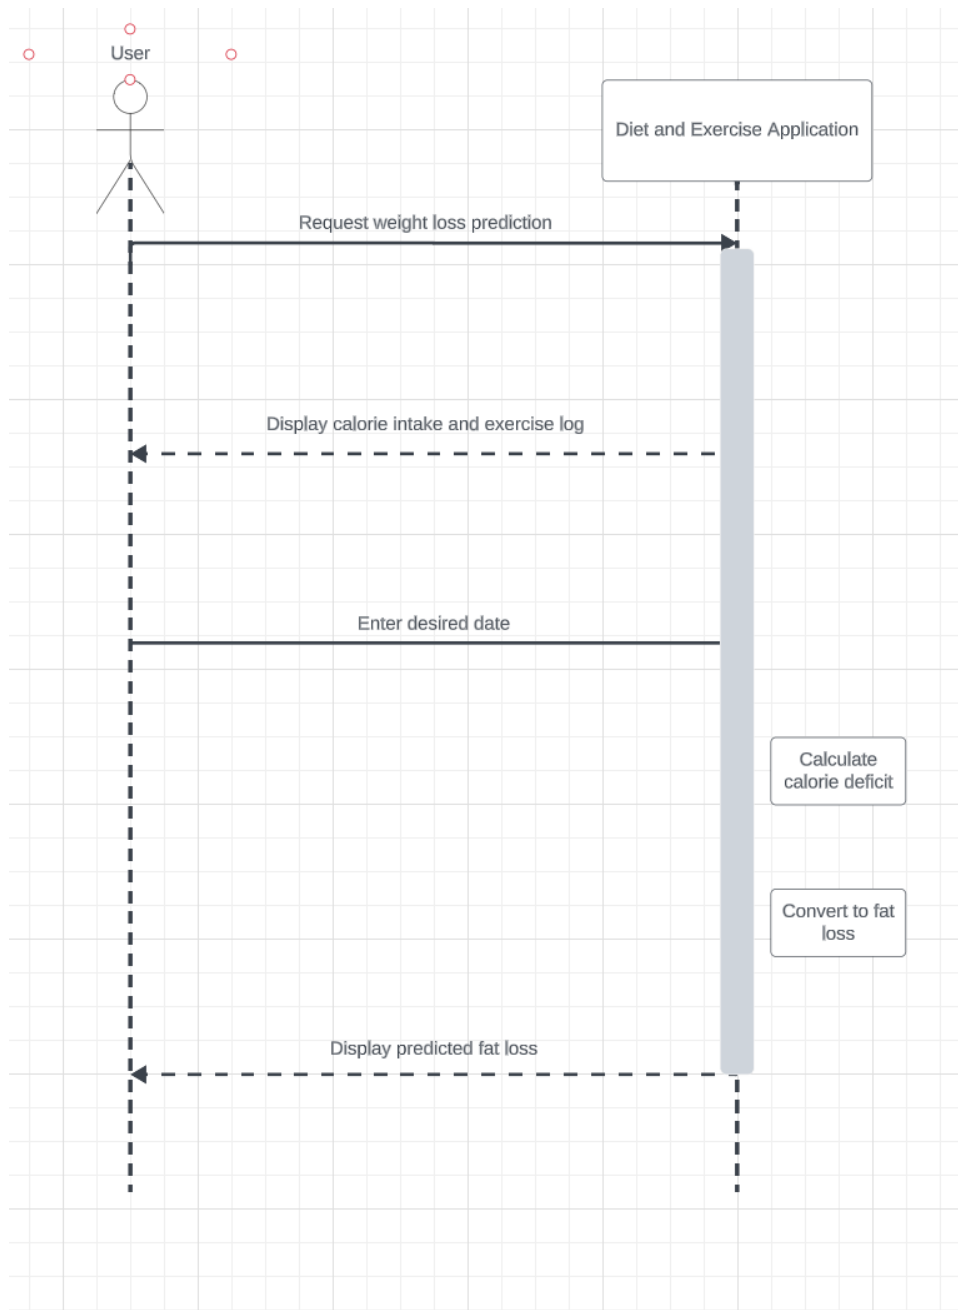 User
Diet and Exercise Application
Request weight loss prediction
Display calorie intake and exercise log
Enter desired date
Calculate
calorie deficit
Convert to fat
loss
Display predicted fat loss